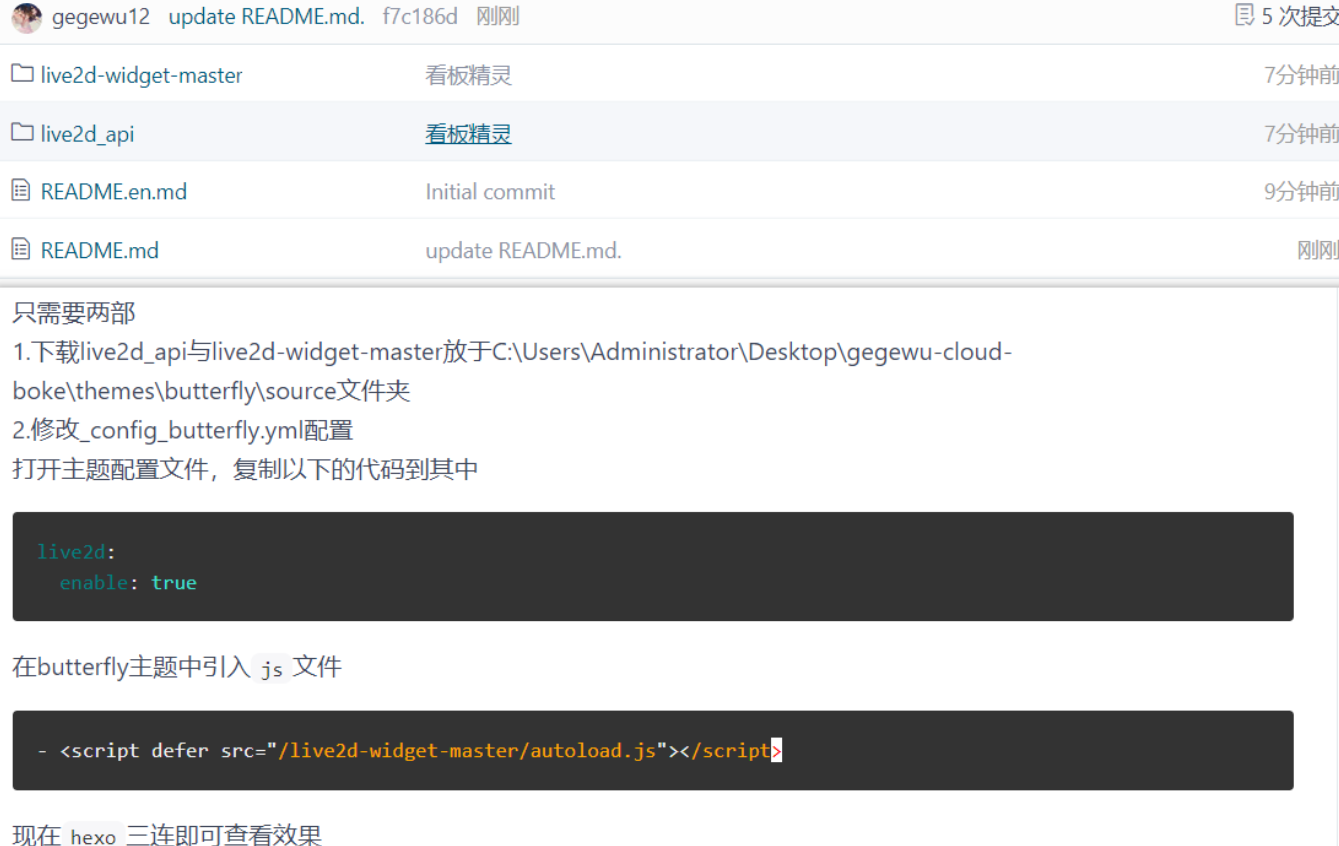 gegewu12 update README.md. f7c186d 刚刚 5 次提交
live2d-widget-master 看板精灵 7分钟前
live2d_api 看板精灵 7分钟前
README.en.md Initial commit 9分钟前
README.md update README.md. 刚刚
只需要两部
1.下载live2d_api与live2d-widget-master放于C:\Users\Administrator\Desktop\gegewu-cloud-
boke\themes\butterfly\source文件夹
2.修改_config_butterfly.yml配置
打开主题配置文件，复制以下的代码到其中
live2d:
  enable: true
在butterfly主题中引入 js 文件
- <script defer src="/live2d-widget-master/autoload.js"></script>
现在 hexo 三连即可查看效果